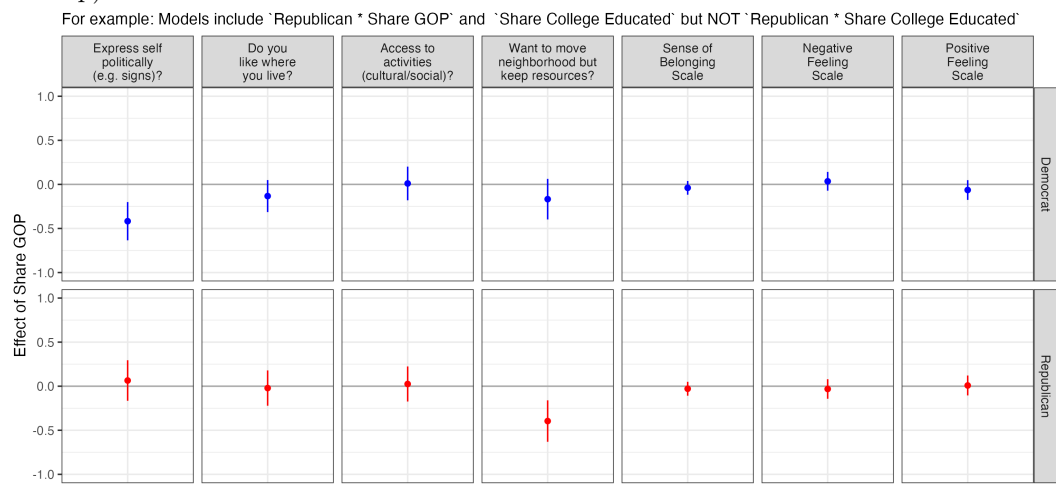 For example: Models include `Republican * Share GOP` and `Share College Educated` but NOT `Republican * Share College Educated`
Express self
politically
(e.g. signs)?
Do you
like where
you live?
Access to
activities
(cultural/social)?
Want to move
neighborhood but
keep resources?
Sense of
Belonging
Scale
Negative
Feeling
Scale
Positive
Feeling
Scale
Effect of Share GOP
1.0
0.5
0.0
-0.5
-1.0
Democrat
1.0
0.5
0.0
-0.5
-1.0
Republican